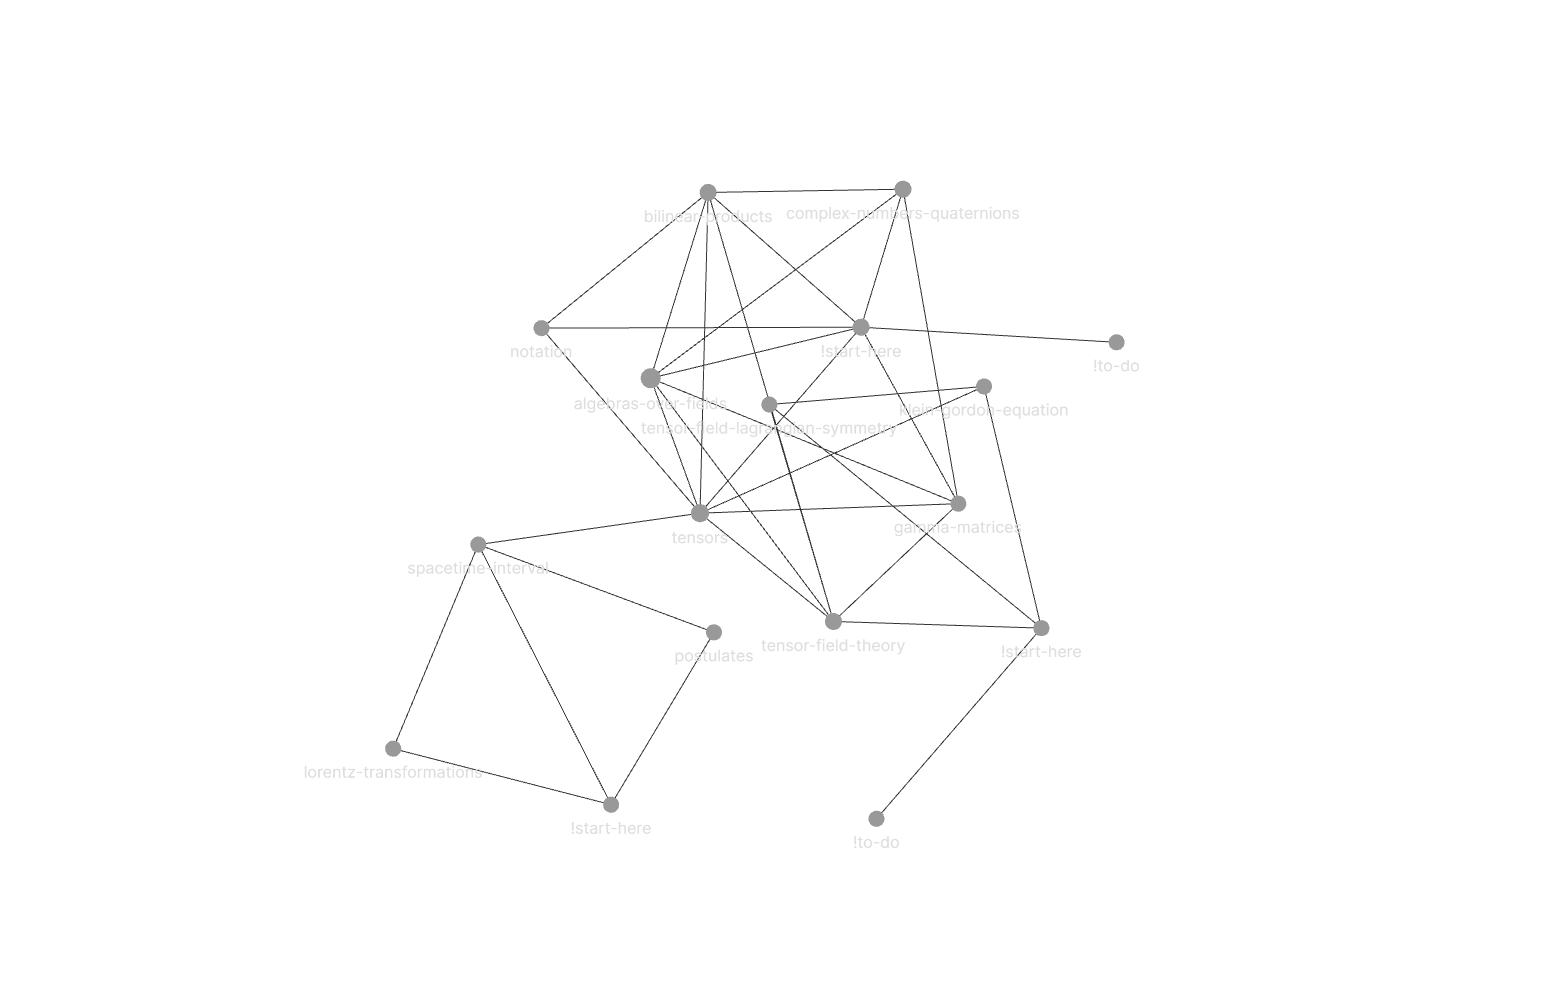 bilinear-products
complex-numbers-quaternions
notation
!start-here
!to-do
algebras-over-fields
klein-gordon-equation
tensor-field-lagrangian-symmetry
gamma-matrices
tensors
spacetime-interval
tensor-field-theory
!start-here
postulates
lorentz-transformations
!start-here
!to-do